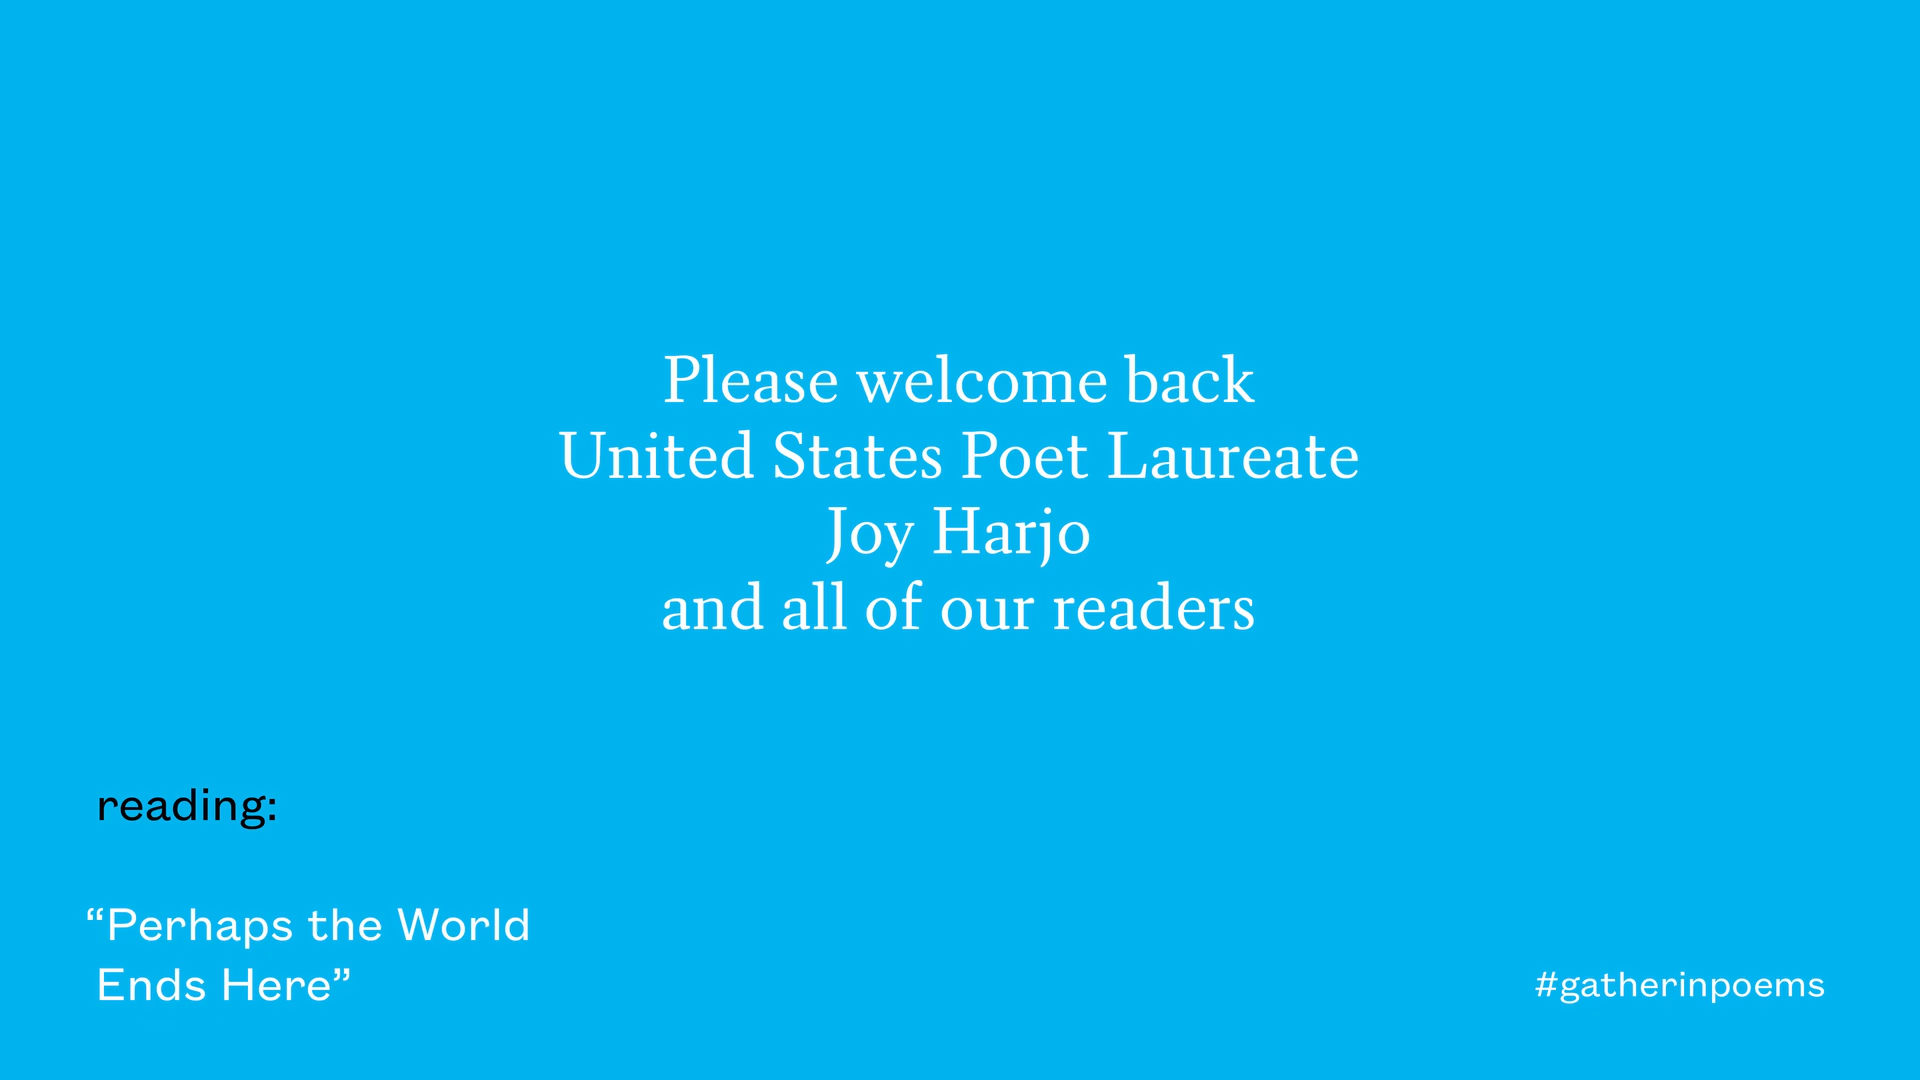 Please welcome back
United States Poet Laureate
Joy Harjo
and all of our readers
reading:
“Perhaps the World
Ends Here”
#gatherinpoems